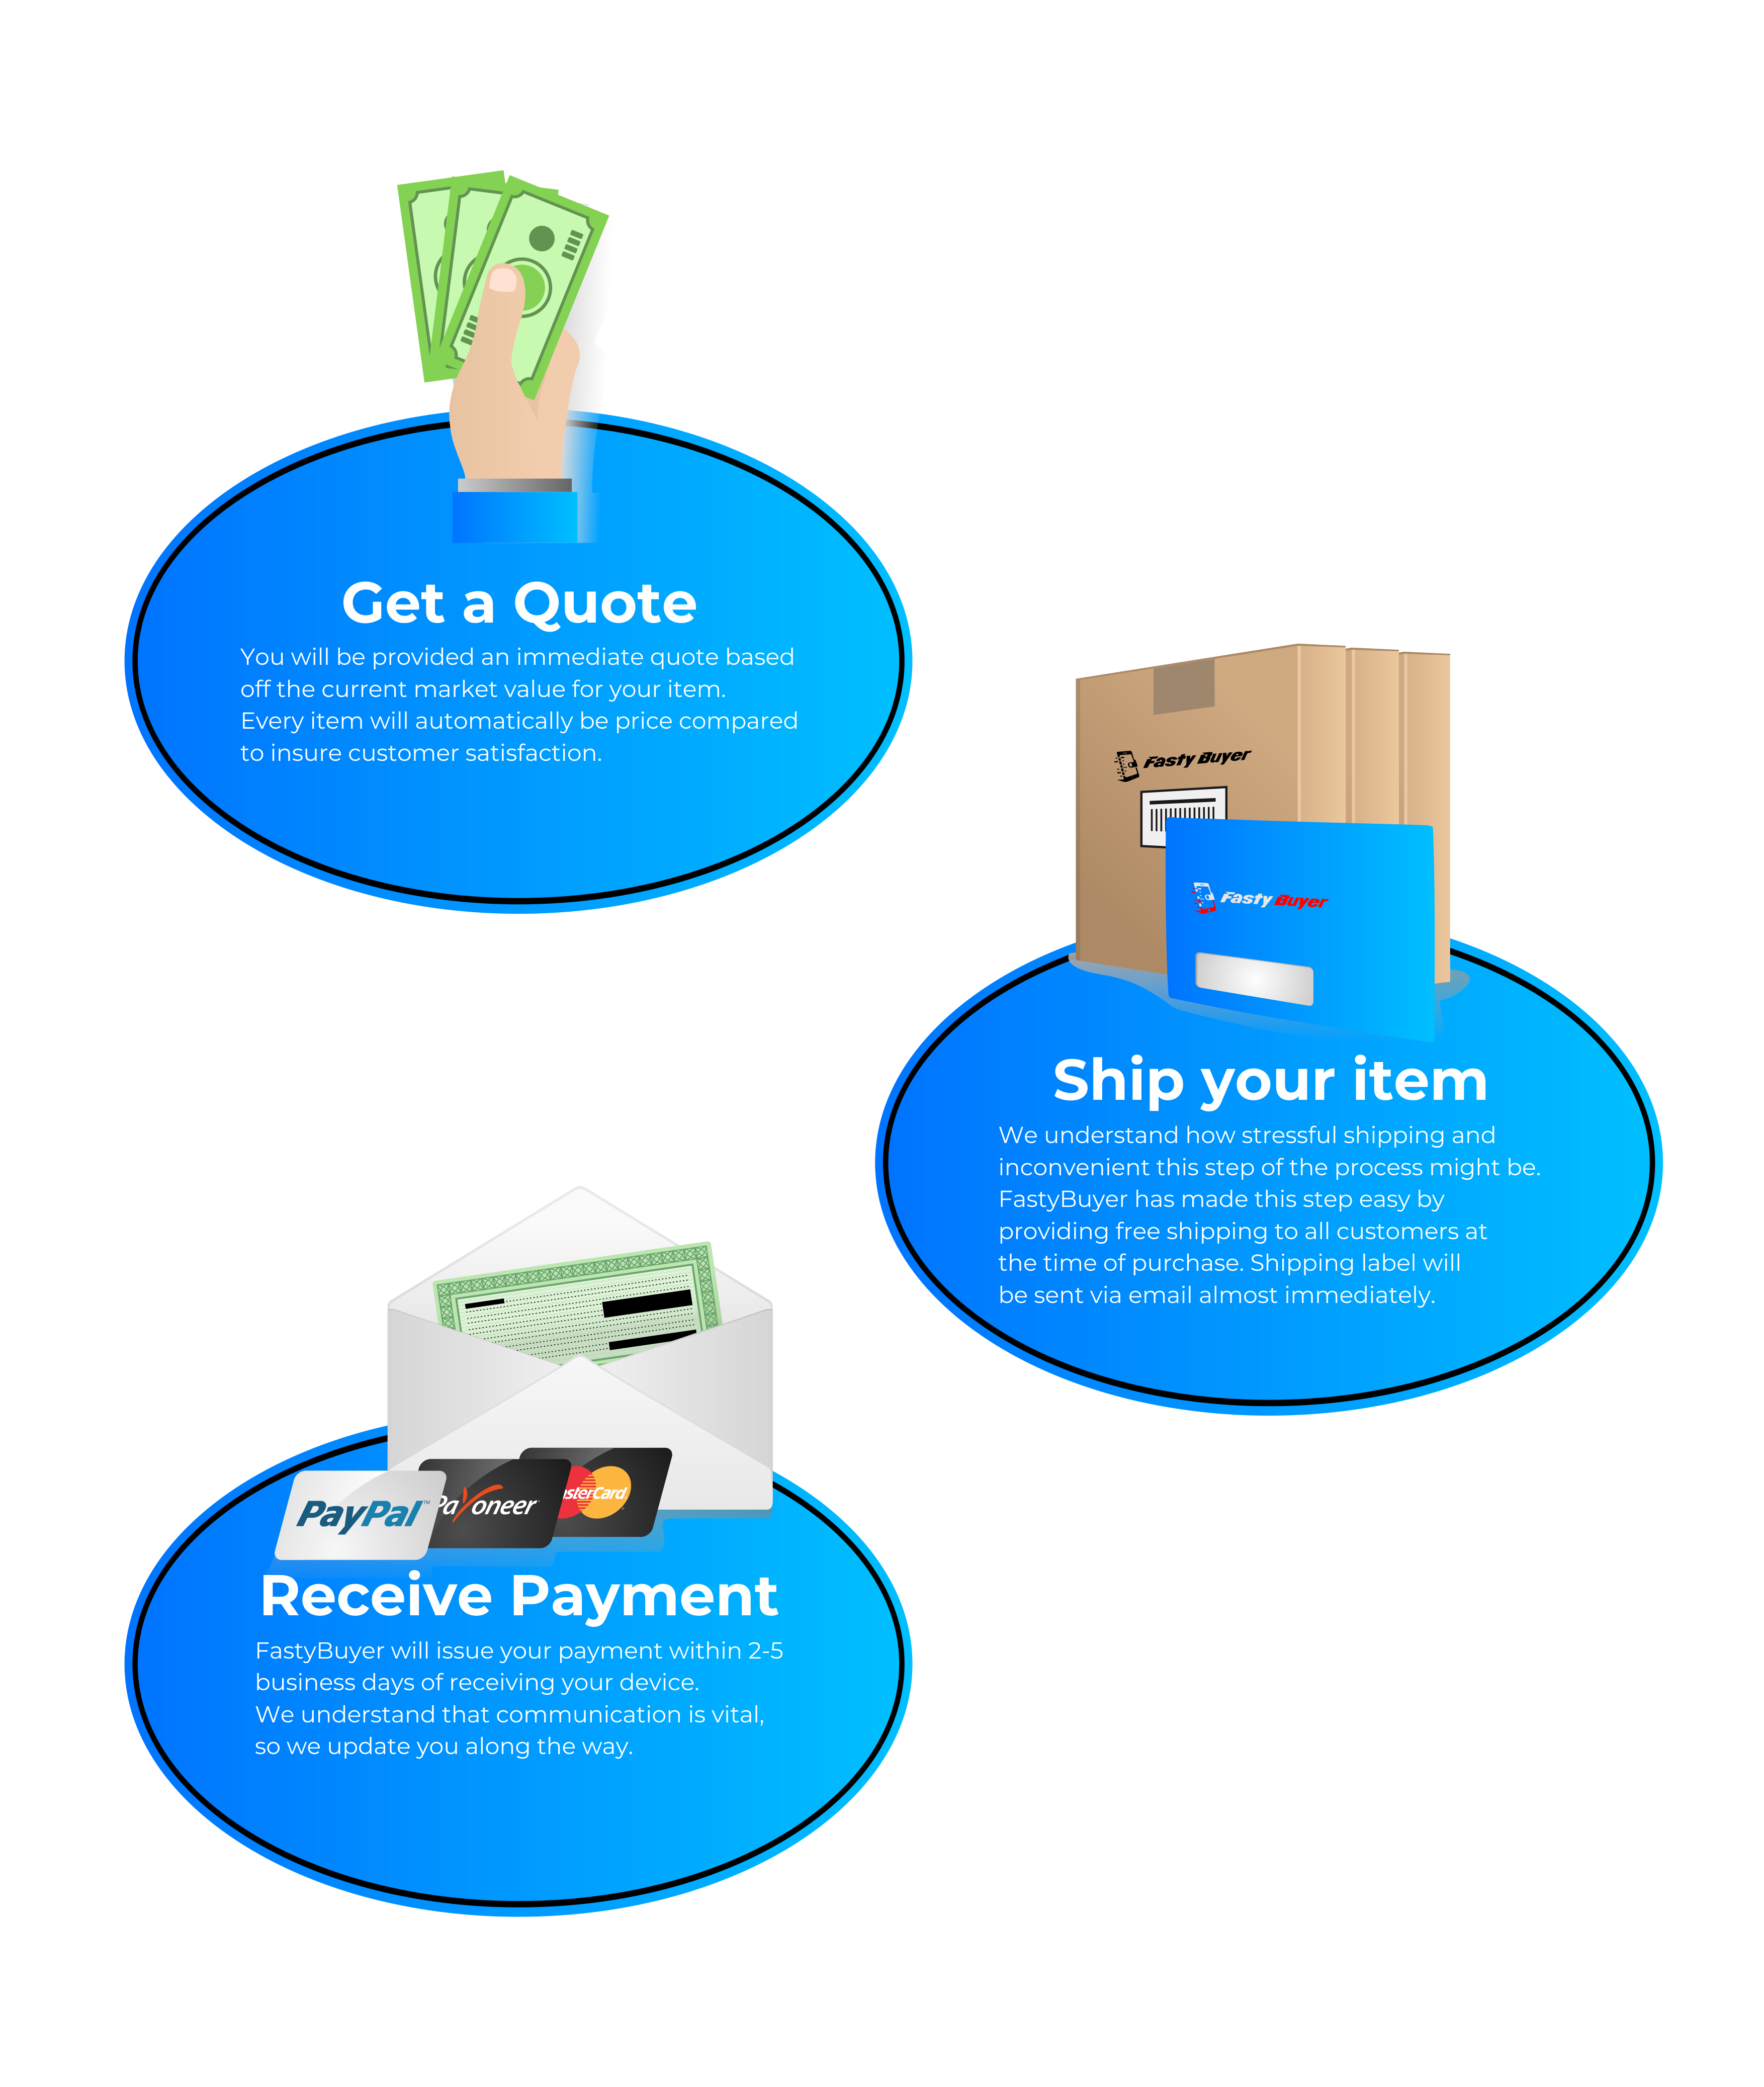 Get a Quote
You will be provided an immediate quote based
off the current market value for your item.
Every item will automatically be price compared
to insure customer satisfaction.
Fasty Buyer
Fasty Buyer
Ship your item
We understand how stressful shipping and
inconvenient this step of the process might be.
FastyBuyer has made this step easy by
providing free shipping to all customers at
the time of purchase. Shipping label will
be sent via email almost immediately.
PayPal™
Payoneer
sterCard
Receive Payment
FastyBuyer will issue your payment within 2-5
business days of receiving your device.
We understand that communication is vital,
so we update you along the way.